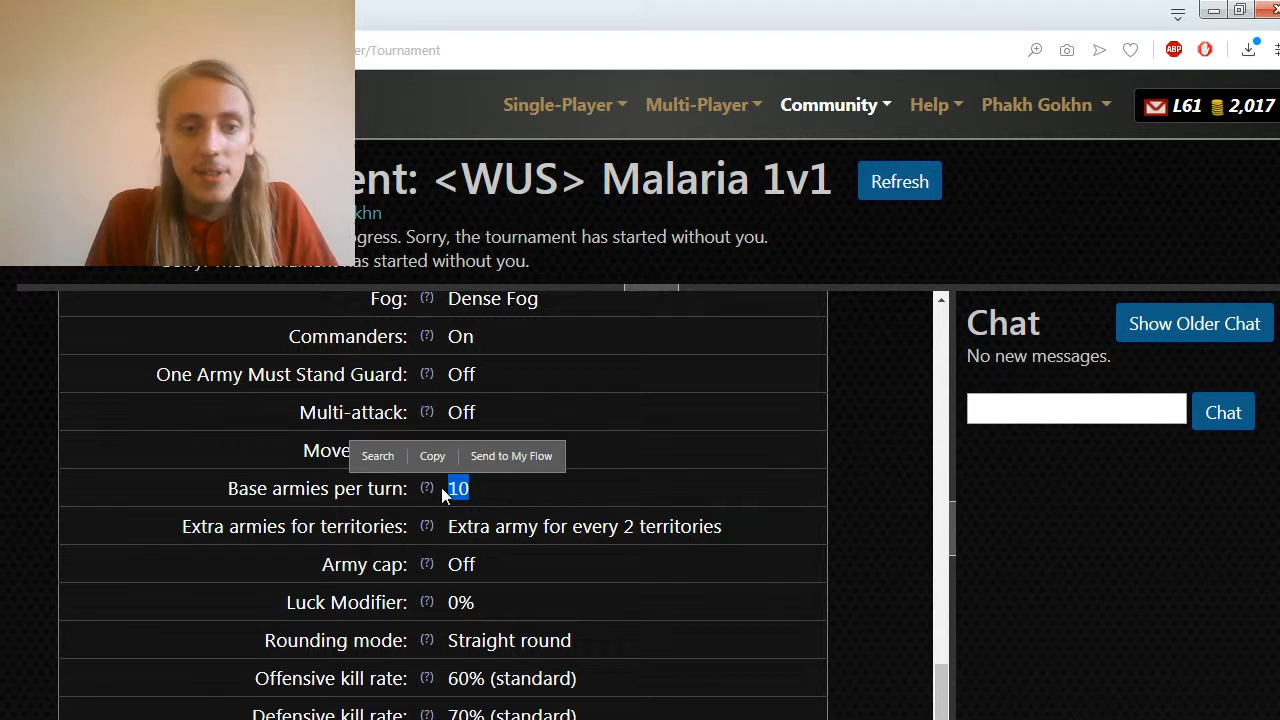 er/Tournament
Single-Player Multi-Player Community Help Phakh Gokhn L61 2,017
ent: <WUS> Malaria 1v1 Refresh
khn
ogress. Sorry, the tournament has started without you.
has started without you.
Fog: (?) Dense Fog
Commanders: (?) On
One Army Must Stand Guard: (?) Off
Multi-attack: (?) Off
Move
Search Copy Send to My Flow
Base armies per turn: (?) 10
Extra armies for territories: (?) Extra army for every 2 territories
Army cap: (?) Off
Luck Modifier: (?) 0%
Rounding mode: (?) Straight round
Offensive kill rate: (?) 60% (standard)
Defensive kill rate: (?) 70% (standard)
Chat Show Older Chat
No new messages.
Chat
ABP